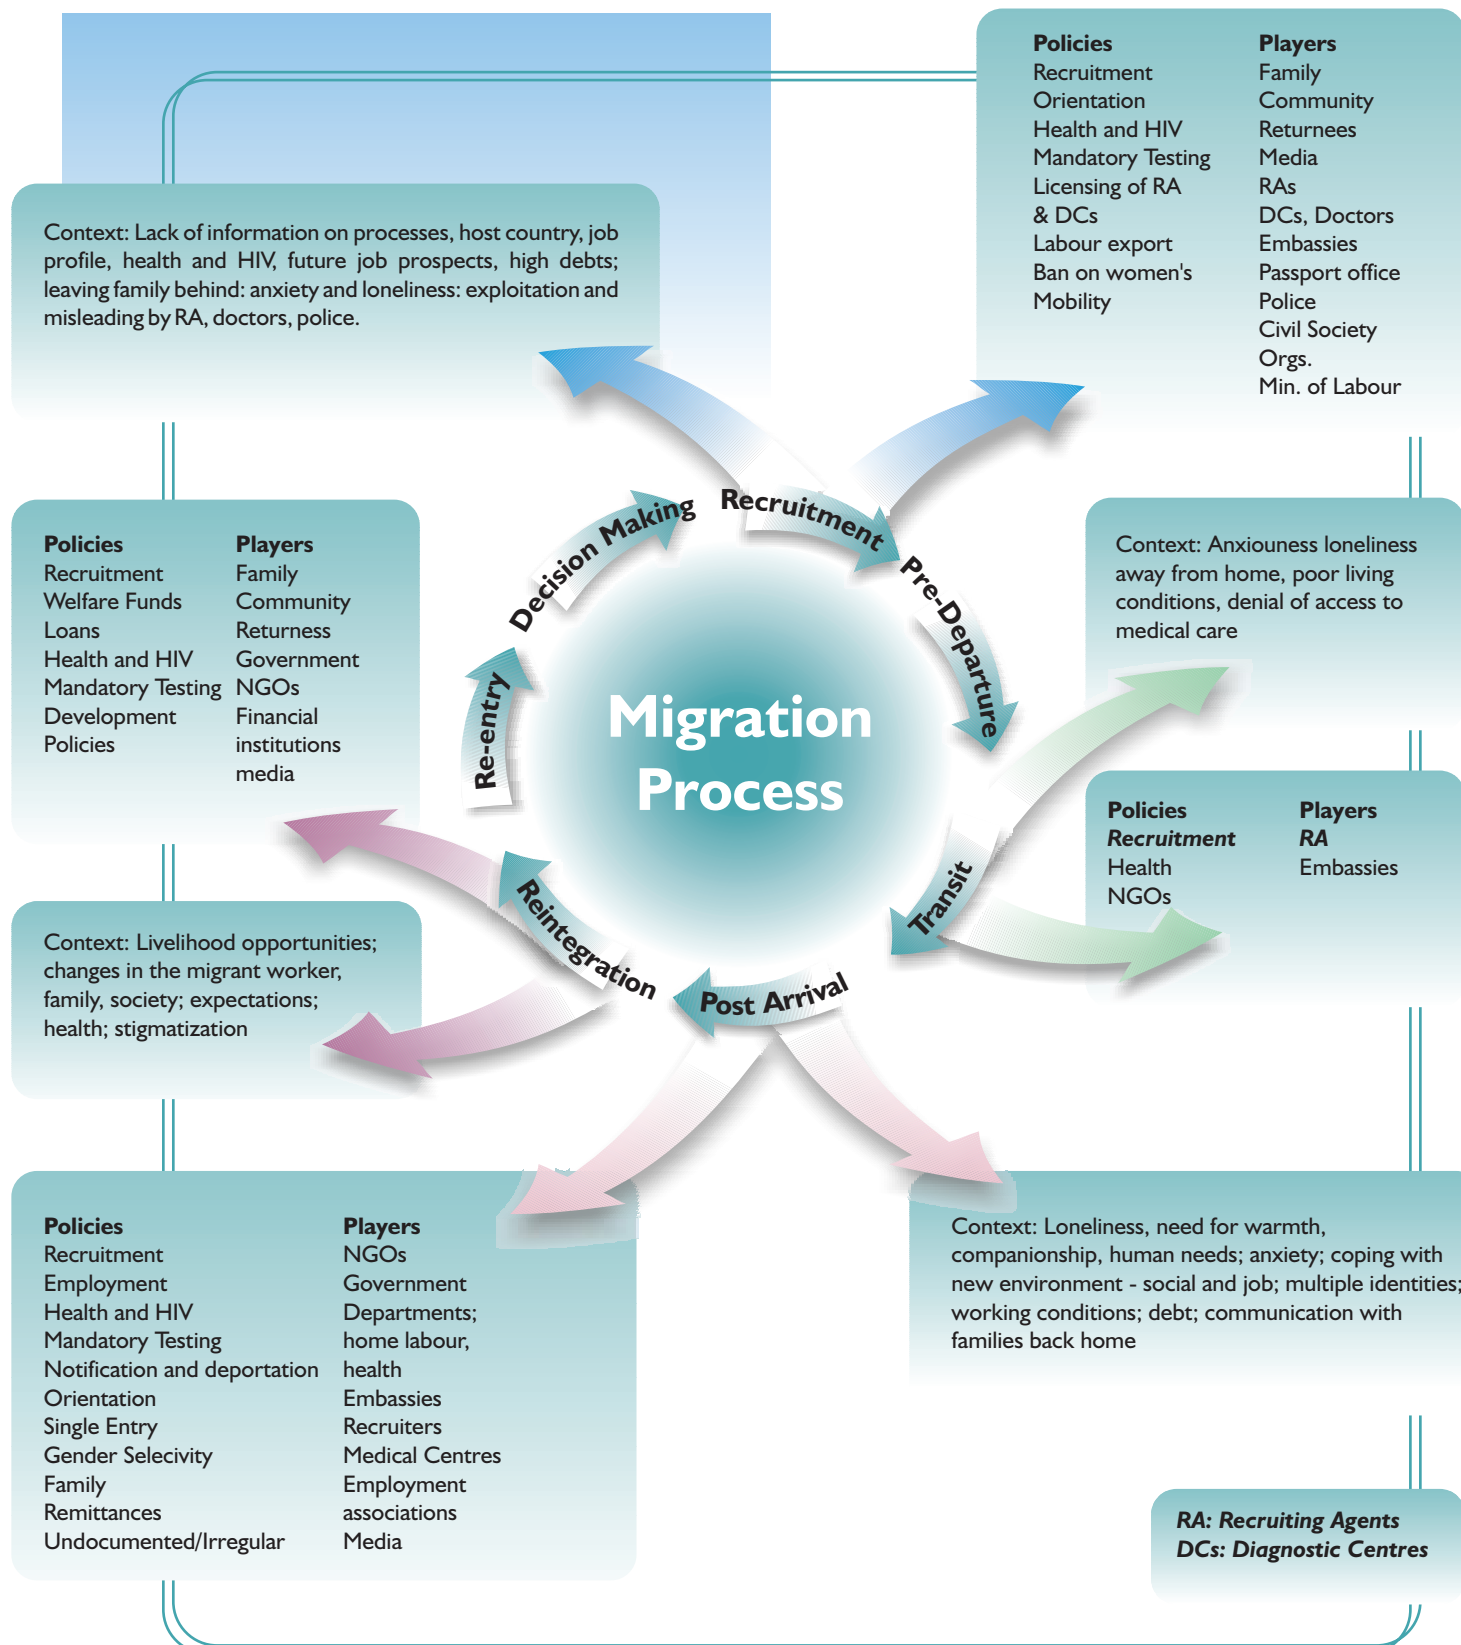 Policies
Recruitment
Orientation
Health and HIV
Mandatory Testing
Licensing of RA
& DCs
Labour export
Ban on women's
Mobility
Players
Family
Community
Returnees
Media
RAs
DCs, Doctors
Embassies
Passport office
Police
Civil Society
Orgs.
Min. of Labour
Context: Lack of information on processes, host country, job
profile, health and HIV, future job prospects, high debts;
leaving family behind: anxiety and loneliness: exploitation and
misleading by RA, doctors, police.
Decision Making
Recruitment
Pre-Departure
Transit
Post Arrival
Reintegration
Re-entry
Migration
Process
Policies
Recruitment
Welfare Funds
Loans
Health and HIV
Mandatory Testing
Development
Policies
Players
Family
Community
Returness
Government
NGOs
Financial
institutions
media
Context: Anxiouness loneliness
away from home, poor living
conditions, denial of access to
medical care
Policies
Recruitment
Health
NGOs
Players
RA
Embassies
Context: Livelihood opportunities;
changes in the migrant worker,
family, society; expectations;
health; stigmatization
Policies
Recruitment
Employment
Health and HIV
Mandatory Testing
Notification and deportation
Orientation
Single Entry
Gender Selecivity
Family
Remittances
Undocumented/Irregular
Players
NGOs
Government
Departments;
home labour,
health
Embassies
Recruiters
Medical Centres
Employment
associations
Media
Context: Loneliness, need for warmth,
companionship, human needs; anxiety; coping with
new environment - social and job; multiple identities;
working conditions; debt; communication with
families back home
RA: Recruiting Agents
DCs: Diagnostic Centres